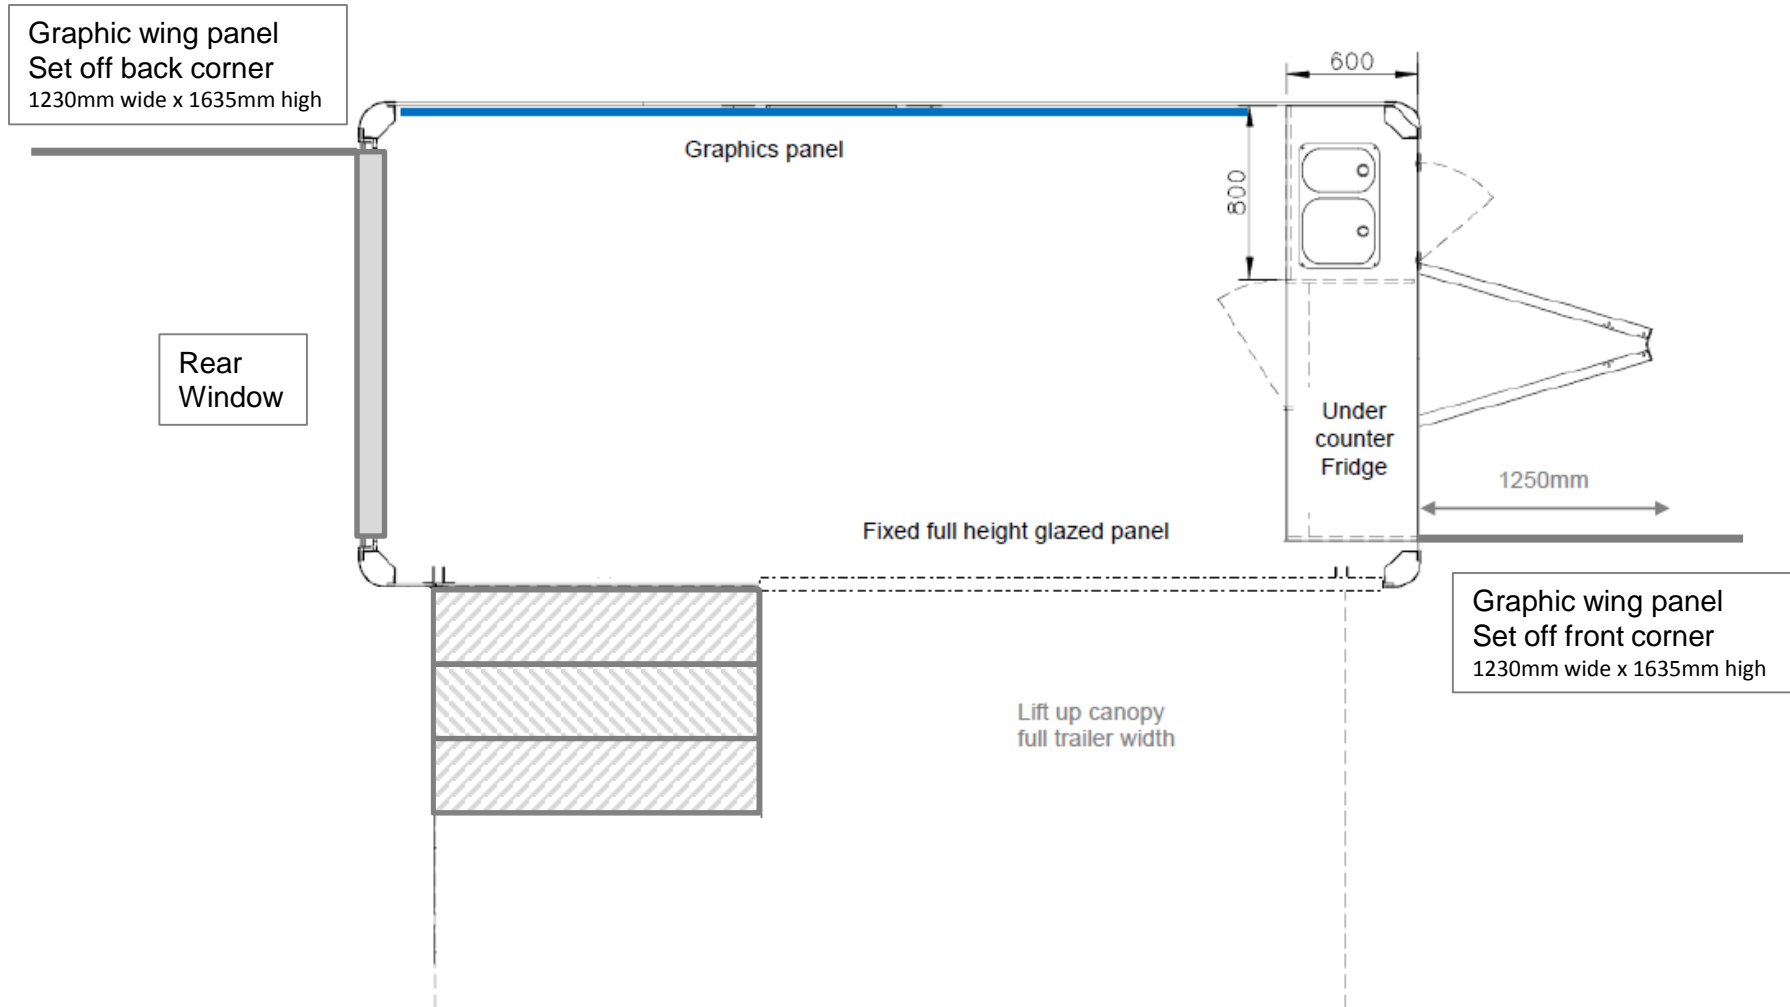 Graphic wing panel
Set off back corner
1230mm wide x 1635mm high
600
Graphics panel
800
Rear
Window
Under
counter
Fridge
1250mm
Fixed full height glazed panel
Graphic wing panel
Set off front corner
1230mm wide x 1635mm high
Lift up canopy
full trailer width